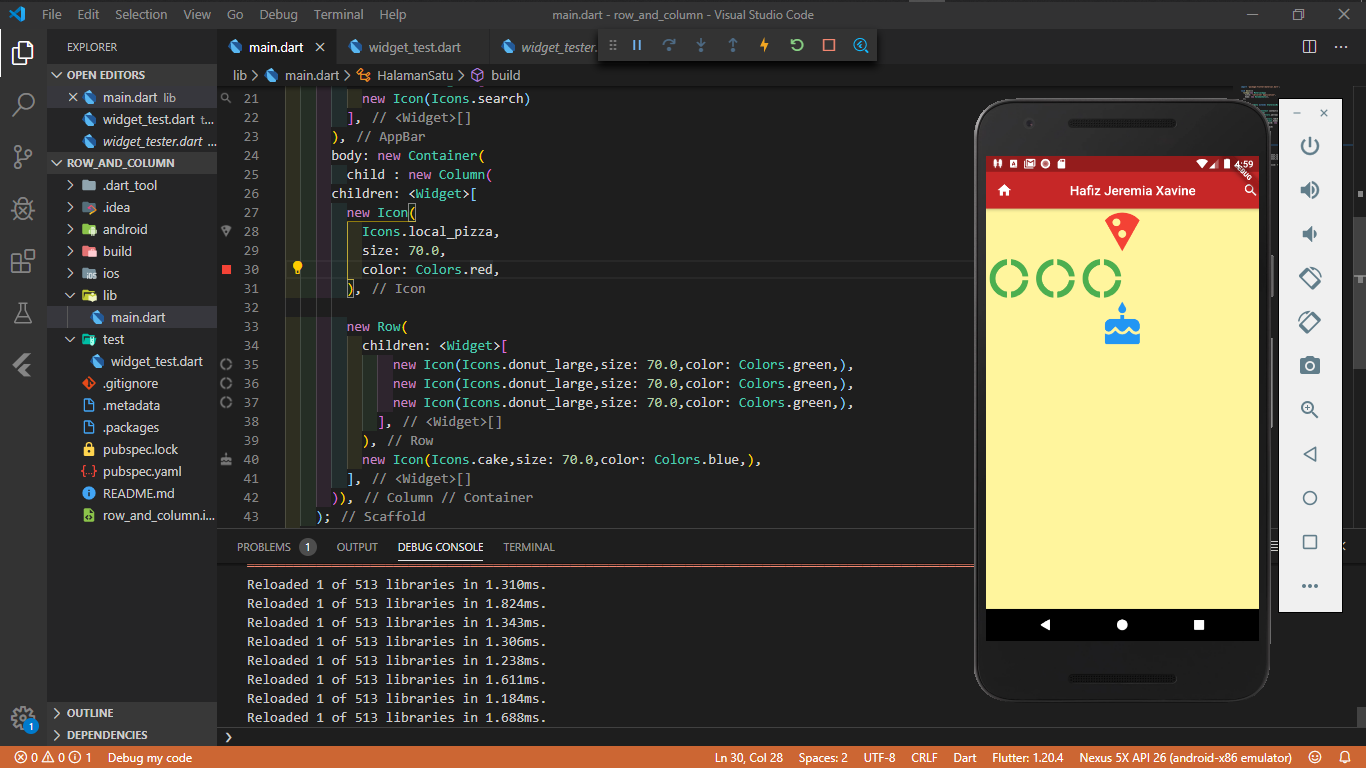 File Edit Selection View Go Debug Terminal Help
main.dart - row_and_column - Visual Studio Code
EXPLORER
OPEN EDITORS
main.dart lib
widget_test.dart t...
widget_tester.dart ...
ROW_AND_COLUMN
.dart_tool
.idea
android
build
ios
lib
main.dart
test
widget_test.dart
.gitignore
.metadata
.packages
pubspec.lock
pubspec.yaml
README.md
row_and_column.i...
OUTLINE
DEPENDENCIES
1
main.dart
widget_test.dart
widget_tester.
lib > main.dart > HalamanSatu > build
21 new Icon(Icons.search)
22 ], // <Widget>[]
23 ), // AppBar
24 body: new Container(
25 child : new Column(
26 children: <Widget>[
27 new Icon(
28 Icons.local_pizza,
29 size: 70.0,
30 color: Colors.red,
31 ), // Icon
32
33 new Row(
34 children: <Widget>[
35 new Icon(Icons.donut_large,size: 70.0,color: Colors.green,),
36 new Icon(Icons.donut_large,size: 70.0,color: Colors.green,),
37 new Icon(Icons.donut_large,size: 70.0,color: Colors.green,),
38 ], // <Widget>[]
39 ), // Row
40 new Icon(Icons.cake,size: 70.0,color: Colors.blue,),
41 ], // <Widget>[]
42 )), // Column // Container
43 ); // Scaffold
PROBLEMS 1 OUTPUT DEBUG CONSOLE TERMINAL
Reloaded 1 of 513 libraries in 1.310ms.
Reloaded 1 of 513 libraries in 1.824ms.
Reloaded 1 of 513 libraries in 1.343ms.
Reloaded 1 of 513 libraries in 1.306ms.
Reloaded 1 of 513 libraries in 1.238ms.
Reloaded 1 of 513 libraries in 1.611ms.
Reloaded 1 of 513 libraries in 1.184ms.
Reloaded 1 of 513 libraries in 1.688ms.
4:59
DEBUG
Hafiz Jeremia Xavine
0 0 1 Debug my code
Ln 30, Col 28 Spaces: 2 UTF-8 CRLF Dart Flutter: 1.20.4 Nexus 5X API 26 (android-x86 emulator)